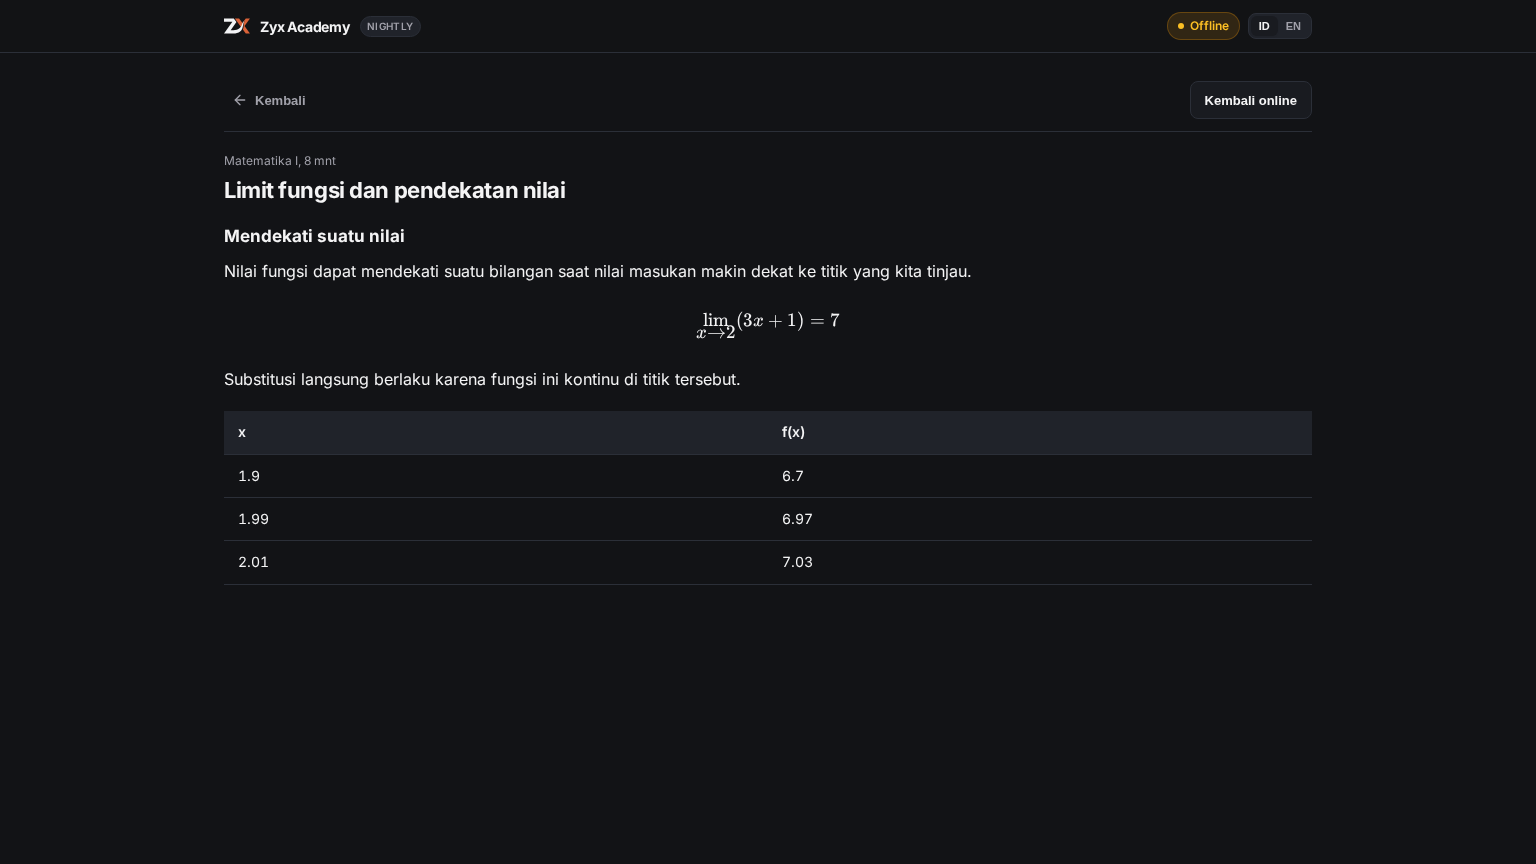 ZX Zyx Academy NIGHTLY Offline ID EN
Kembali Kembali online
Matematika I, 8 mnt
Limit fungsi dan pendekatan nilai
Mendekati suatu nilai
Nilai fungsi dapat mendekati suatu bilangan saat nilai masukan makin dekat ke titik yang kita tinjau.
lim x→2 (3x + 1) = 7
Substitusi langsung berlaku karena fungsi ini kontinu di titik tersebut.
x f(x)
1.9 6.7
1.99 6.97
2.01 7.03